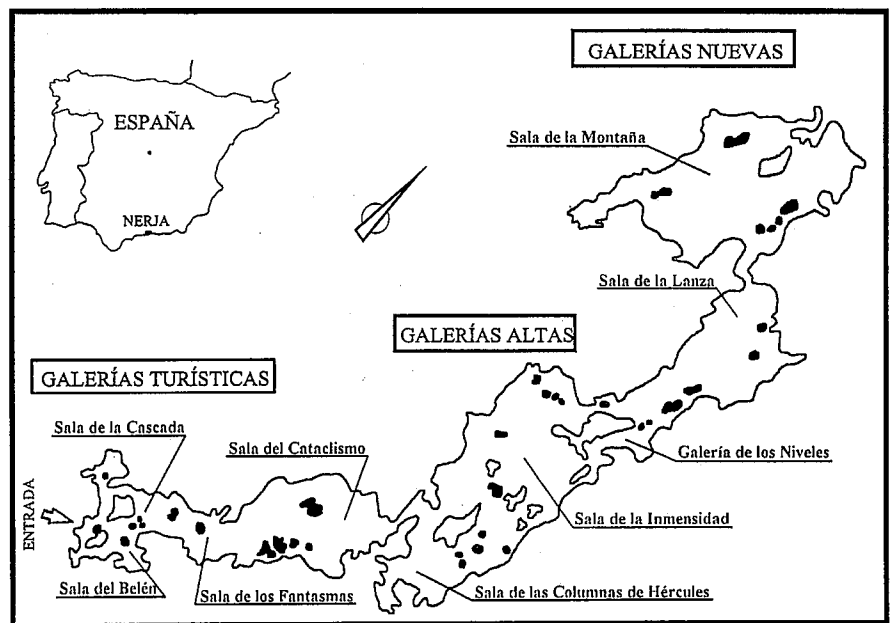 GALERÍAS NUEVAS
ESPAÑA
Sala de la Montaña
NERJA
Sala de la Lanza
GALERÍAS ALTAS
GALERÍAS TURÍSTICAS
Sala de la Cascada
Sala del Cataclismo
Galería de los Niveles
ENTRADA
Sala de la Inmensidad
Sala del Belén
Sala de los Fantasmas
Sala de las Columnas de Hércules